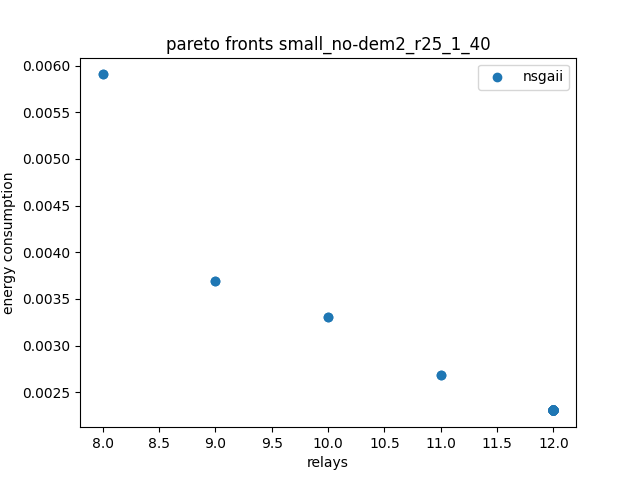 pareto fronts small_no-dem2_r25_1_40
nsgaii
0.0060
0.0055
0.0050
0.0045
0.0040
0.0035
0.0030
0.0025
energy consumption
8.0 8.5 9.0 9.5 10.0 10.5 11.0 11.5 12.0
relays